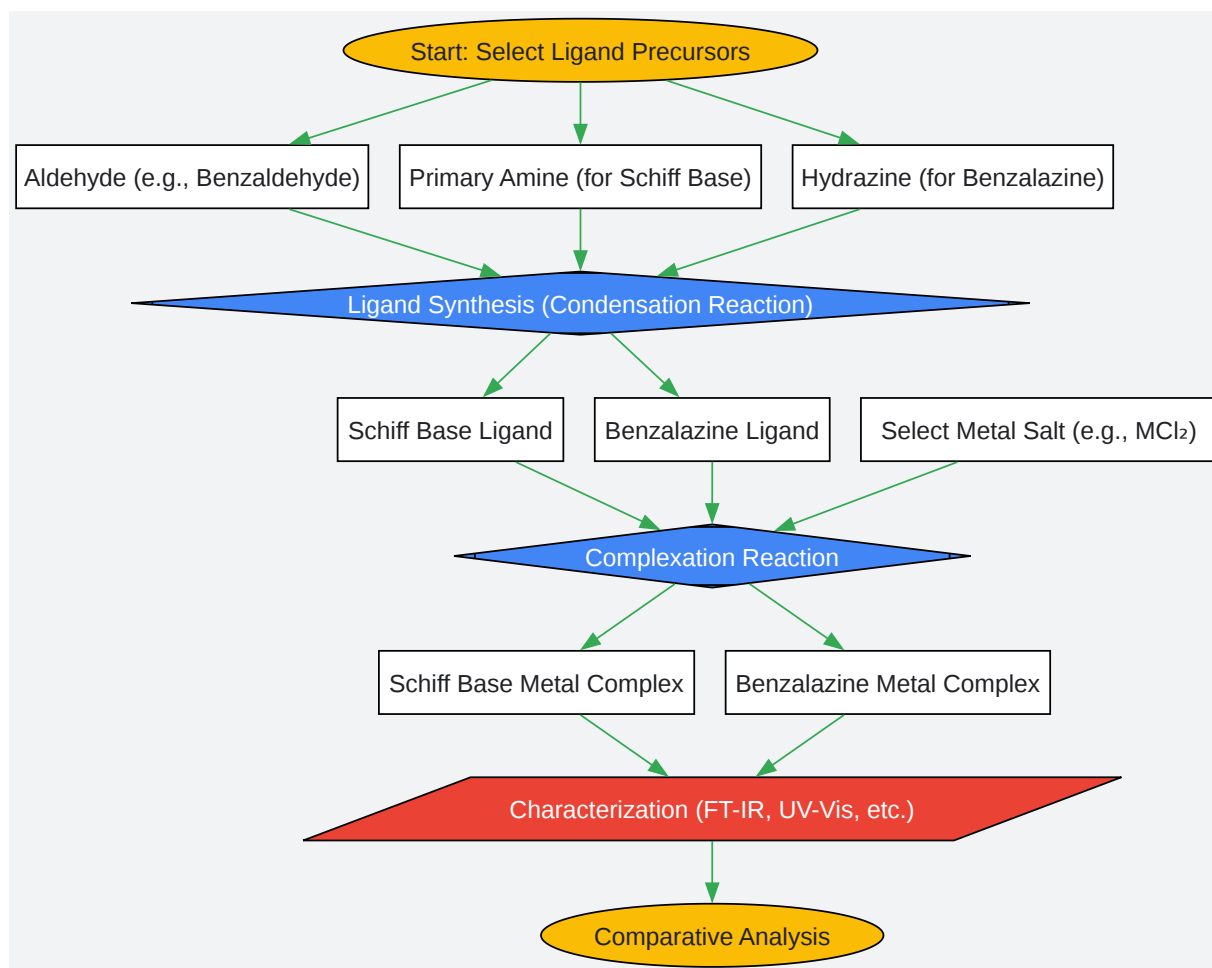 Start: Select Ligand Precursors
Aldehyde (e.g., Benzaldehyde)
Primary Amine (for Schiff Base)
Hydrazine (for Benzalazine)
Ligand Synthesis (Condensation Reaction)
Schiff Base Ligand
Benzalazine Ligand
Select Metal Salt (e.g., MCl₂)
Complexation Reaction
Schiff Base Metal Complex
Benzalazine Metal Complex
Characterization (FT-IR, UV-Vis, etc.)
Comparative Analysis